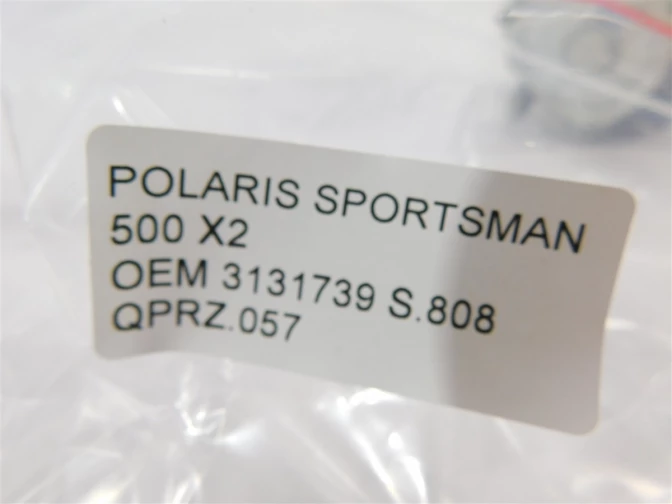 POLARIS SPORTSMAN
500 X2
OEM 3131739 S.808
QPRZ.057